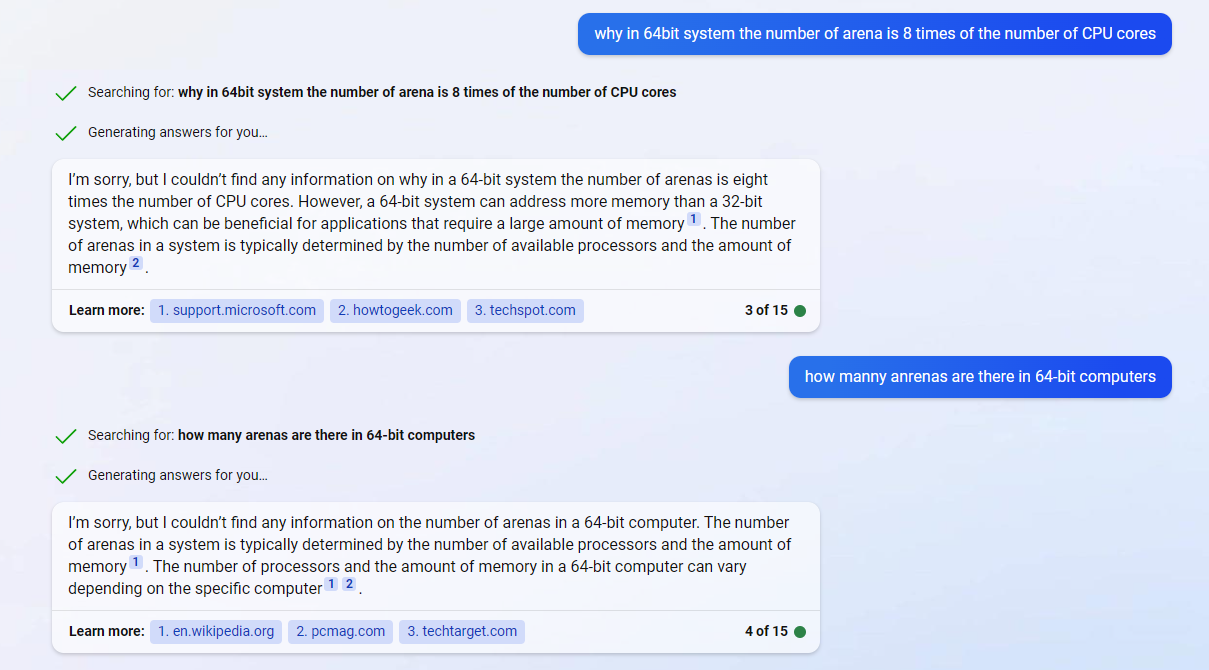 why in 64bit system the number of arena is 8 times of the number of CPU cores
Searching for: why in 64bit system the number of arena is 8 times of the number of CPU cores
Generating answers for you…
I'm sorry, but I couldn't find any information on why in a 64-bit system the number of arenas is eight
times the number of CPU cores. However, a 64-bit system can address more memory than a 32-bit
system, which can be beneficial for applications that require a large amount of memory 1 . The number
of arenas in a system is typically determined by the number of available processors and the amount of
memory 2 .
Learn more: 1. support.microsoft.com 2. howtogeek.com 3. techspot.com 3 of 15
how manny anrenas are there in 64-bit computers
Searching for: how many arenas are there in 64-bit computers
Generating answers for you…
I'm sorry, but I couldn't find any information on the number of arenas in a 64-bit computer. The number
of arenas in a system is typically determined by the number of available processors and the amount of
memory 1 . The number of processors and the amount of memory in a 64-bit computer can vary
depending on the specific computer 1 2 .
Learn more: 1. en.wikipedia.org 2. pcmag.com 3. techtarget.com 4 of 15